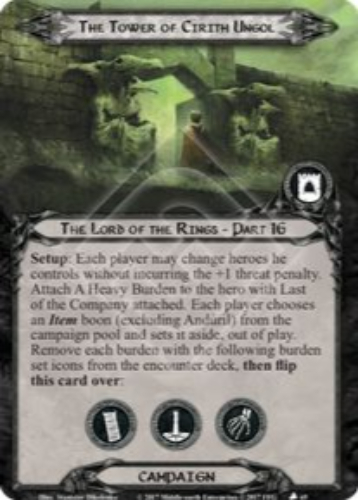 THE TOWER OF CIRITH UNGOL
THE LORD OF THE RINGS - PART 16
Setup: Each player may change heroes he
controls without incurring the +1 threat penalty.
Attach A Heavy Burden to the hero with Last
of the Company attached. Each player chooses
an Item boon (excluding Andúril) from the
campaign pool and sets it aside, out of play.
Remove each burden with the following burden
set icons from the encounter deck, then flip
this card over:
CAMPAIGN